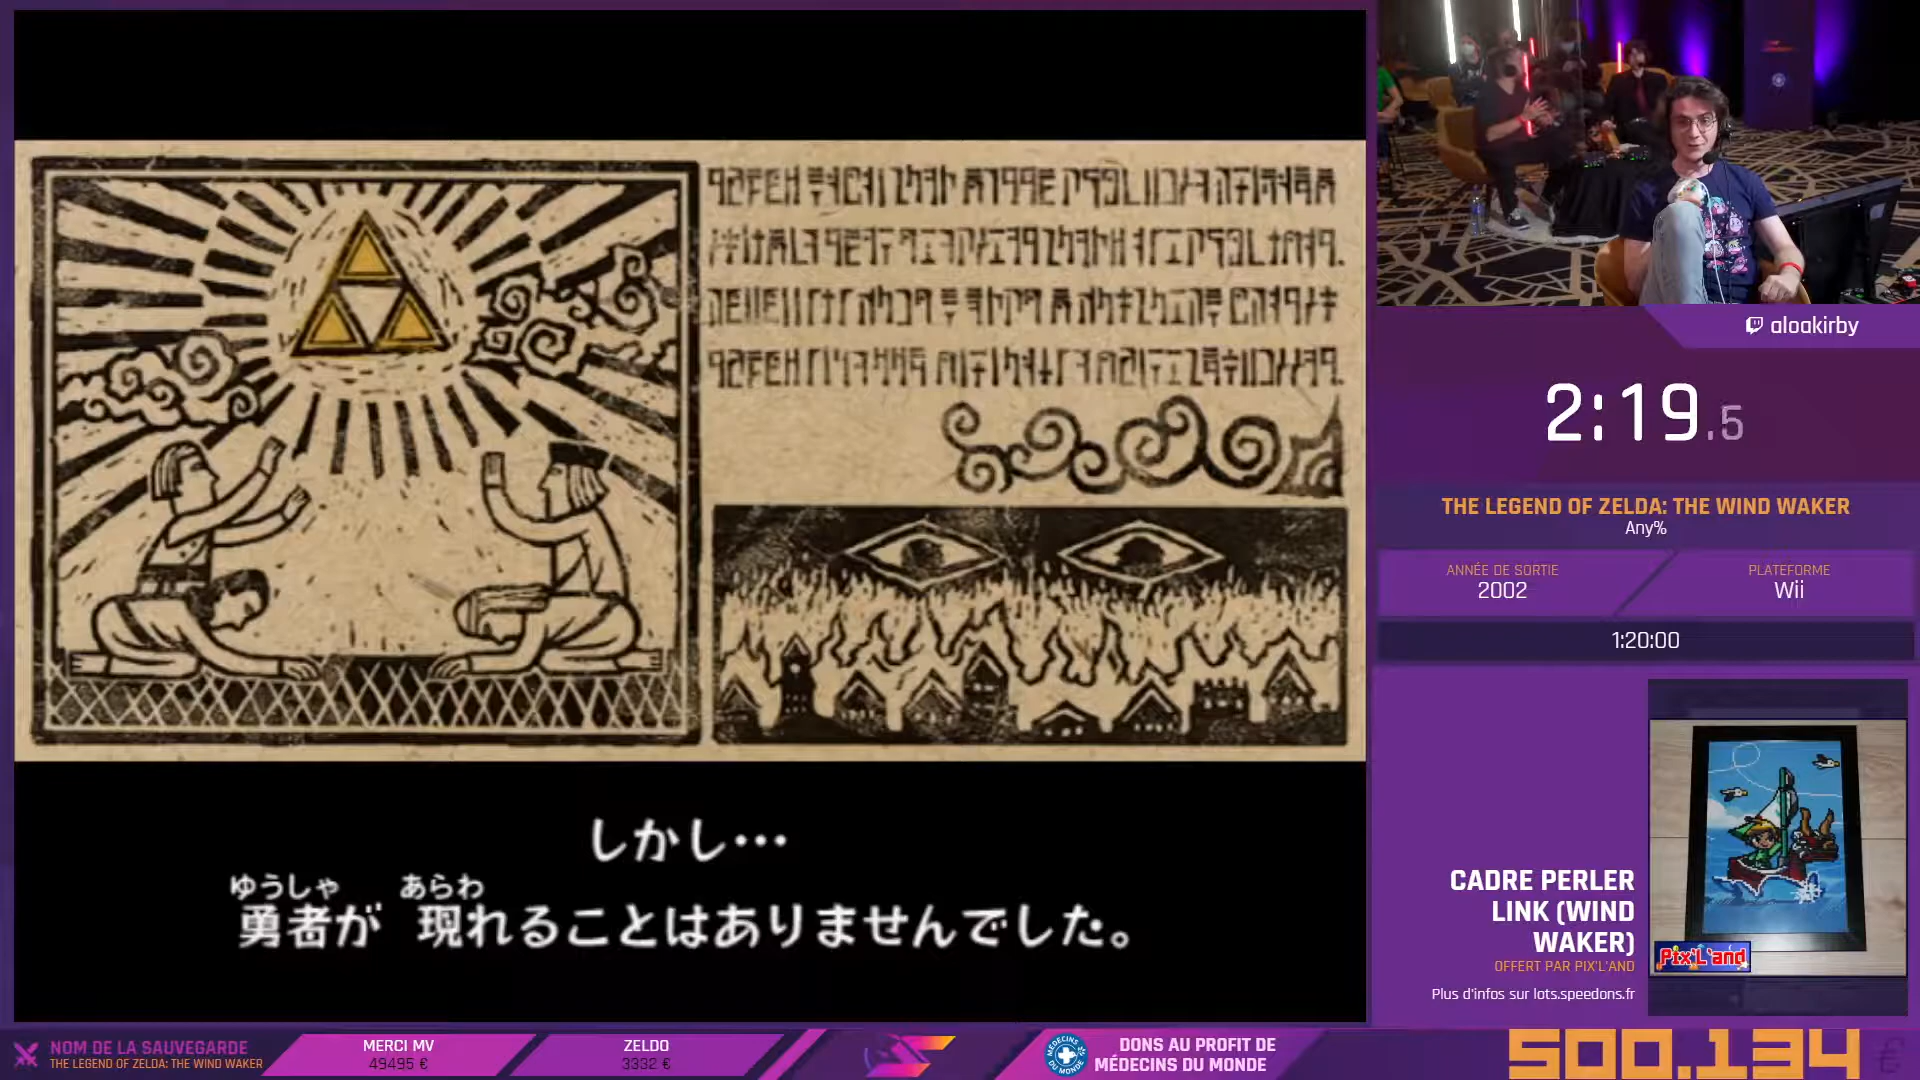 しかし…
ゆうしゃ あらわ
勇者が 現れることはありませんでした。
aloakirby
2:19.5
THE LEGEND OF ZELDA: THE WIND WAKER
Any%
ANNÉE DE SORTIE
2002
PLATEFORME
Wii
1:20:00
CADRE PERLER
LINK (WIND
WAKER)
OFFERT PAR PIX'L'AND
Plus d'infos sur lots.speedons.fr
Pix'L'and
NOM DE LA SAUVEGARDE
THE LEGEND OF ZELDA: THE WIND WAKER
MERCI MV
49495 €
ZELDO
3332 €
MÉDECINS DU MONDE
DONS AU PROFIT DE
MÉDECINS DU MONDE
500.134 €